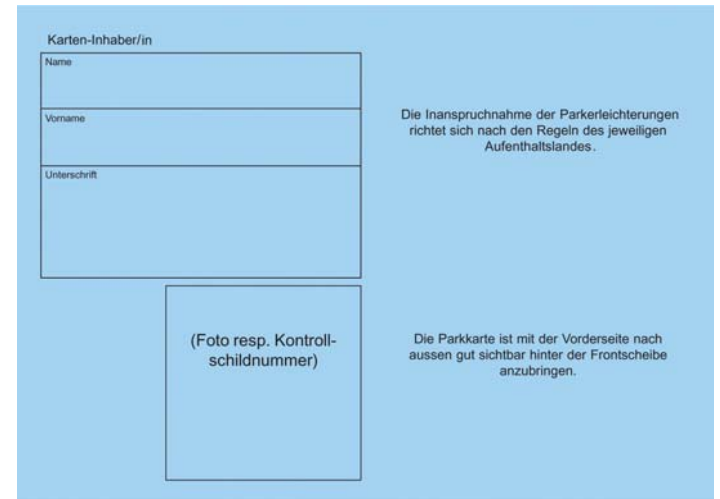 Karten-Inhaber/in
Name
Vorname
Unterschrift
(Foto resp. Kontroll-
schildnummer)
Die Inanspruchnahme der Parkerleichterungen
richtet sich nach den Regeln des jeweiligen
Aufenthaltslandes.
Die Parkkarte ist mit der Vorderseite nach
aussen gut sichtbar hinter der Frontscheibe
anzubringen.